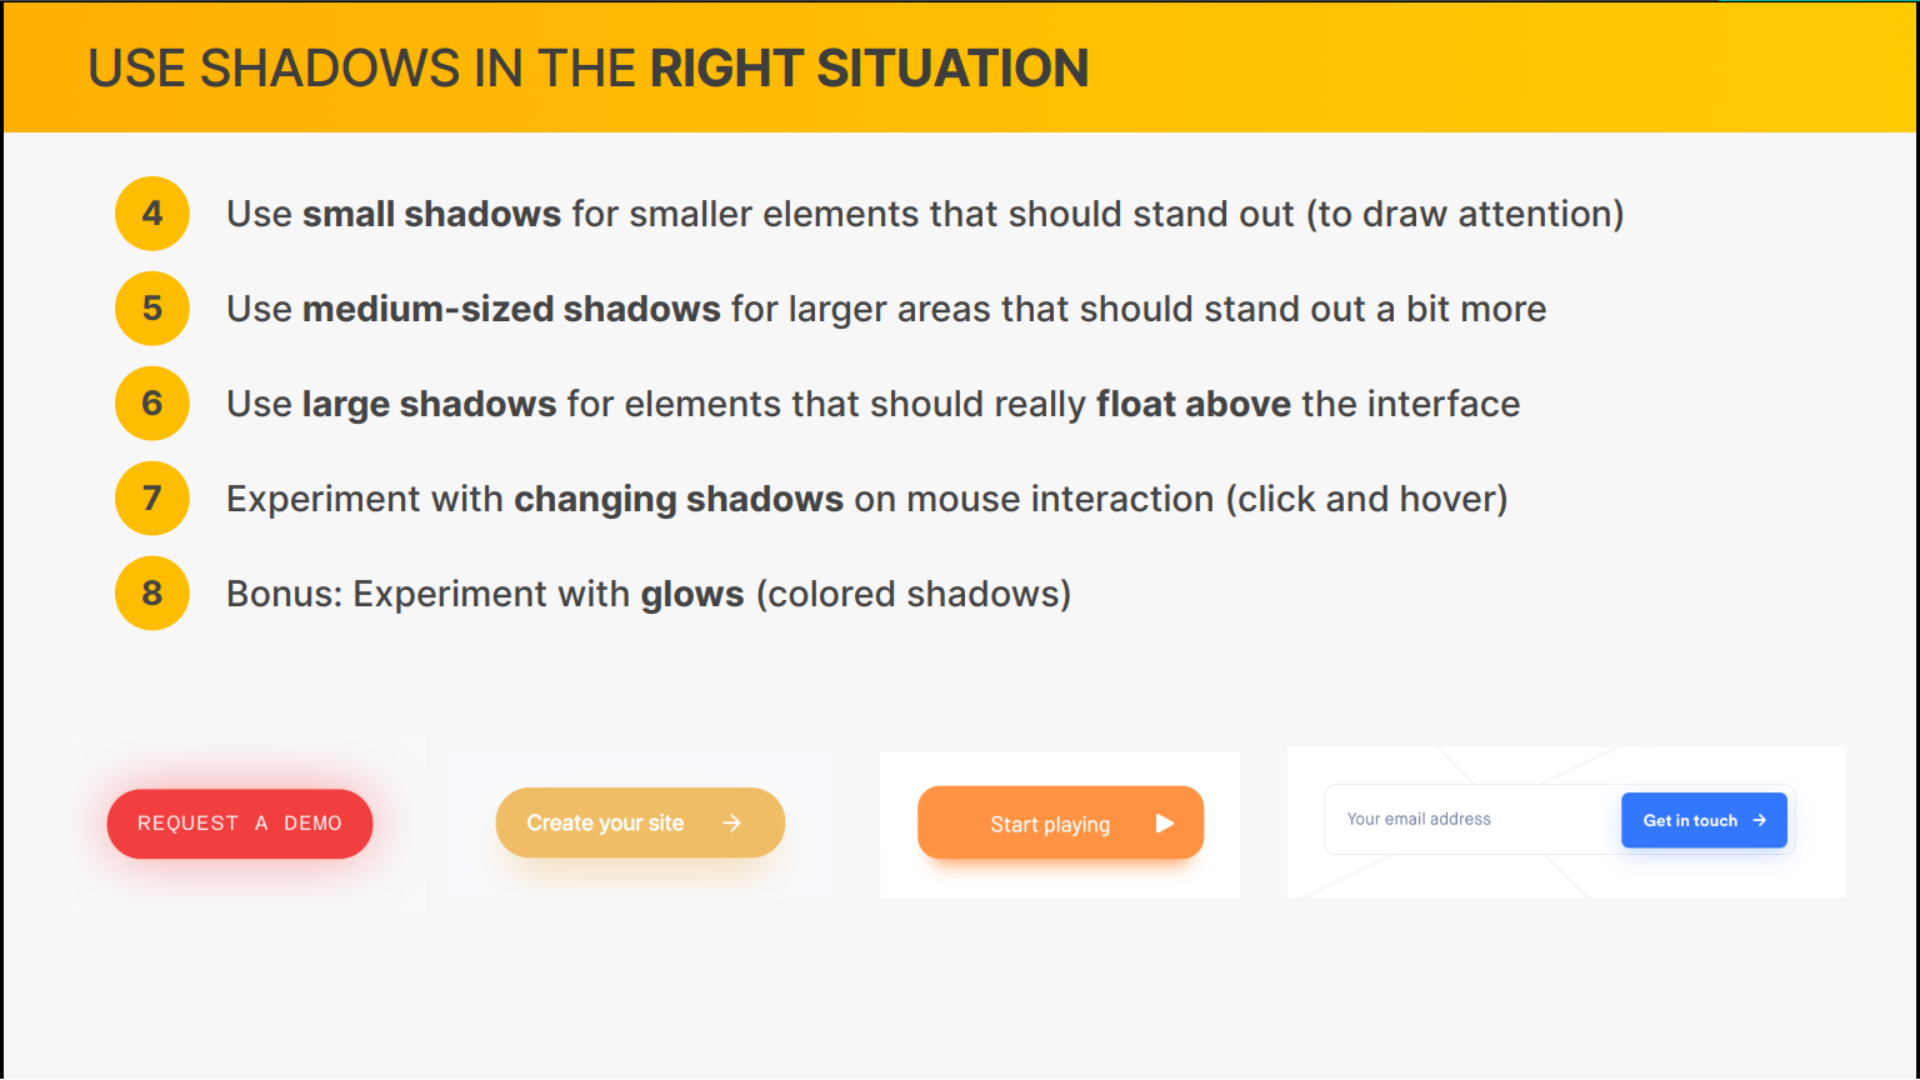 USE SHADOWS IN THE RIGHT SITUATION
4 Use small shadows for smaller elements that should stand out (to draw attention)
5 Use medium-sized shadows for larger areas that should stand out a bit more
6 Use large shadows for elements that should really float above the interface
7 Experiment with changing shadows on mouse interaction (click and hover)
8 Bonus: Experiment with glows (colored shadows)
REQUEST A DEMO
Create your site →
Start playing
Your email address
Get in touch →